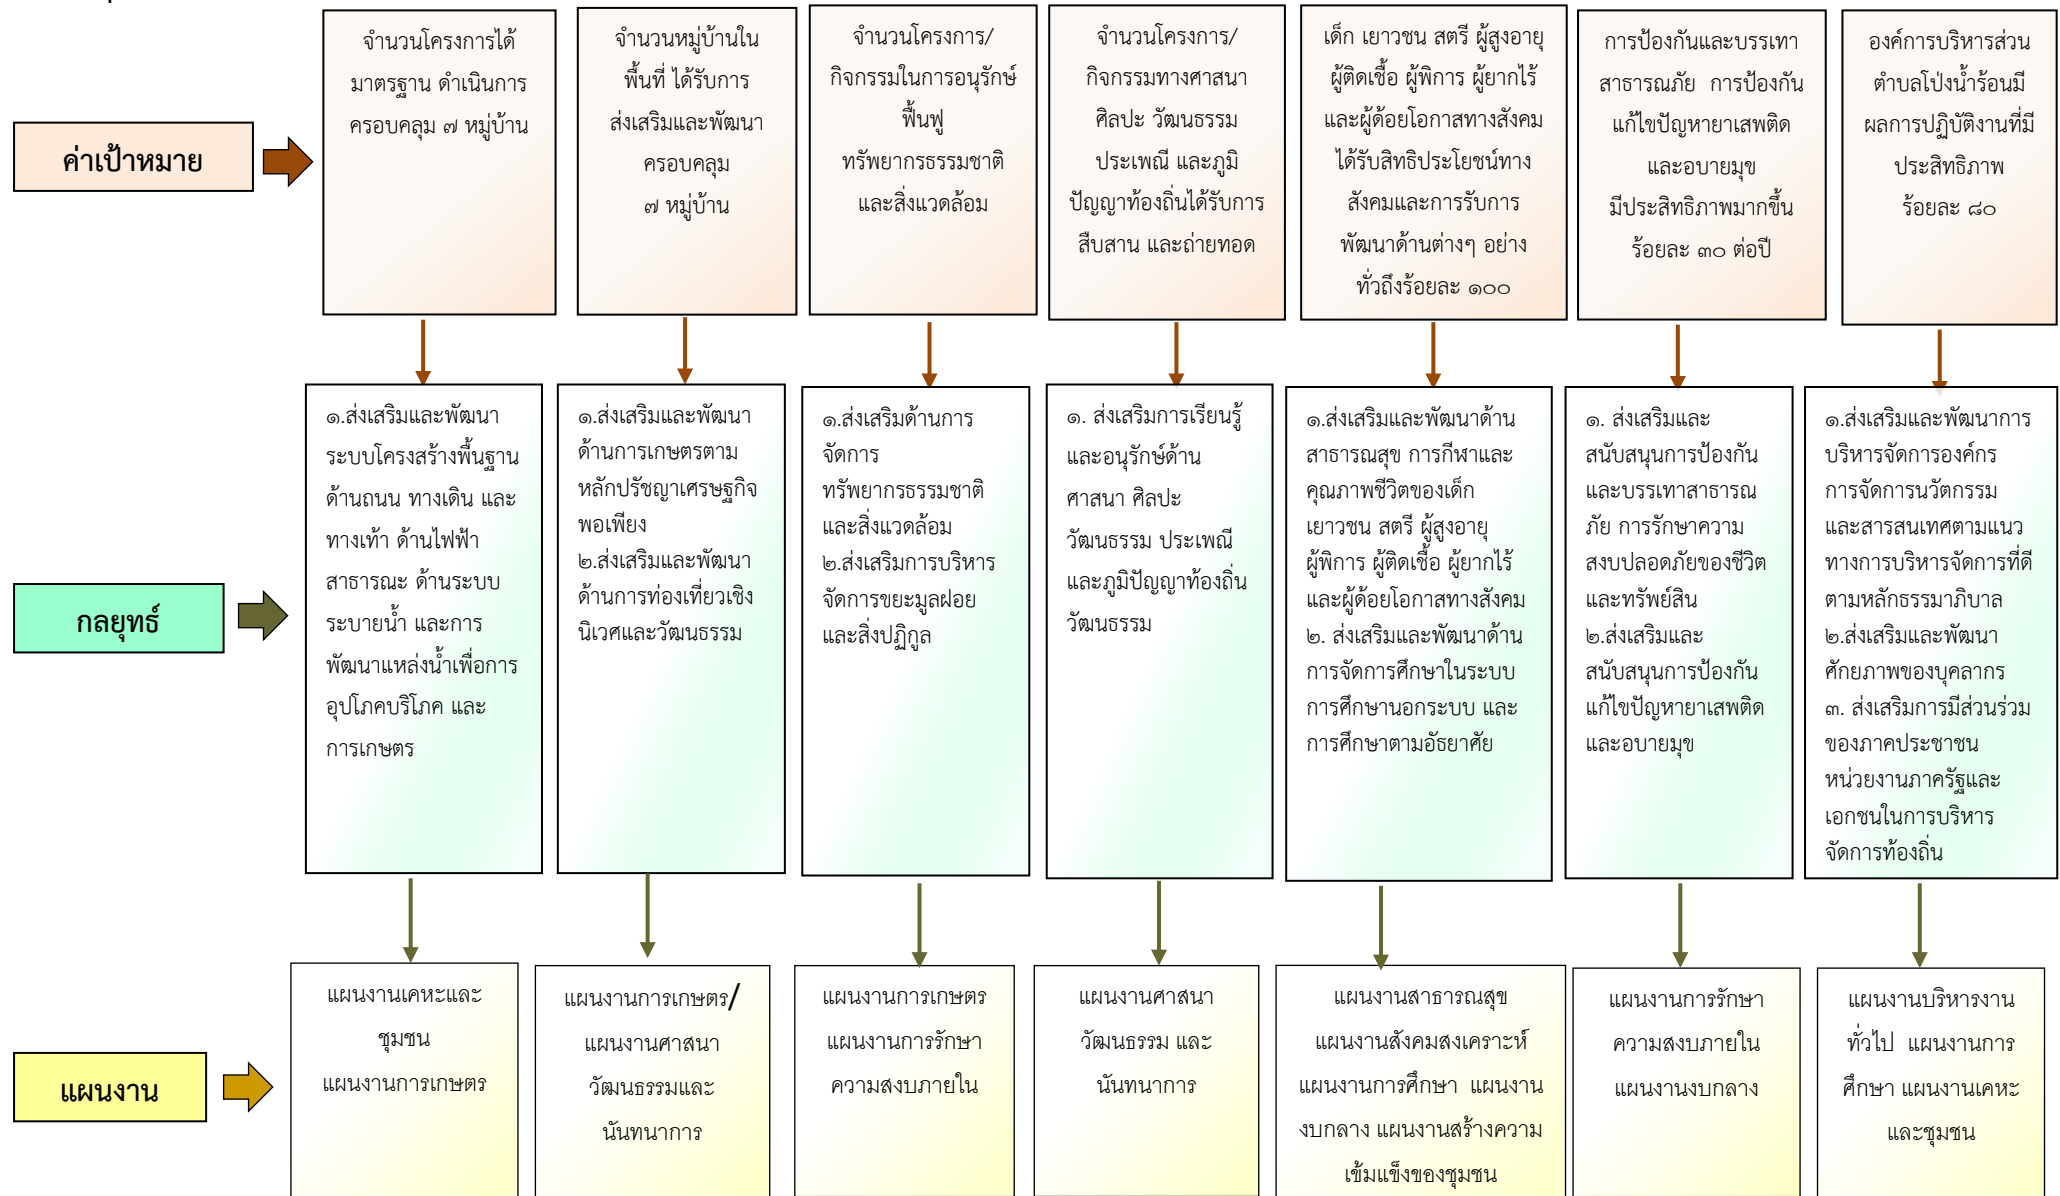 ค่าเป้าหมาย
จำนวนโครงการได้
มาตรฐาน ดำเนินการ
ครอบคลุม ๗ หมู่บ้าน
จำนวนหมู่บ้านใน
พื้นที่ ได้รับการ
ส่งเสริมและพัฒนา
ครอบคลุม
๗ หมู่บ้าน
จำนวนโครงการ/
กิจกรรมในการอนุรักษ์
ฟื้นฟู
ทรัพยากรธรรมชาติ
และสิ่งแวดล้อม
จำนวนโครงการ/
กิจกรรมทางศาสนา
ศิลปะ วัฒนธรรม
ประเพณี และภูมิ
ปัญญาท้องถิ่นได้รับการ
สืบสาน และถ่ายทอด
เด็ก เยาวชน สตรี ผู้สูงอายุ
ผู้ติดเชื้อ ผู้พิการ ผู้ยากไร้
และผู้ด้อยโอกาสทางสังคม
ได้รับสิทธิประโยชน์ทาง
สังคมและการรับการ
พัฒนาด้านต่างๆ อย่าง
ทั่วถึงร้อยละ ๑๐๐
การป้องกันและบรรเทา
สาธารณภัย การป้องกัน
แก้ไขปัญหายาเสพติด
และอบายมุข
มีประสิทธิภาพมากขึ้น
ร้อยละ ๓๐ ต่อปี
องค์การบริหารส่วน
ตำบลโป่งน้ำร้อนมี
ผลการปฏิบัติงานที่มี
ประสิทธิภาพ
ร้อยละ ๘๐
กลยุทธ์
๑.ส่งเสริมและพัฒนา
ระบบโครงสร้างพื้นฐาน
ด้านถนน ทางเดิน และ
ทางเท้า ด้านไฟฟ้า
สาธารณะ ด้านระบบ
ระบายน้ำ และการ
พัฒนาแหล่งน้ำเพื่อการ
อุปโภคบริโภค และ
การเกษตร
๑.ส่งเสริมและพัฒนา
ด้านการเกษตรตาม
หลักปรัชญาเศรษฐกิจ
พอเพียง
๒.ส่งเสริมและพัฒนา
ด้านการท่องเที่ยวเชิง
นิเวศและวัฒนธรรม
๑.ส่งเสริมด้านการ
จัดการ
ทรัพยากรธรรมชาติ
และสิ่งแวดล้อม
๒.ส่งเสริมการบริหาร
จัดการขยะมูลฝอย
และสิ่งปฏิกูล
๑. ส่งเสริมการเรียนรู้
และอนุรักษ์ด้าน
ศาสนา ศิลปะ
วัฒนธรรม ประเพณี
และภูมิปัญญาท้องถิ่น
วัฒนธรรม
๑.ส่งเสริมและพัฒนาด้าน
สาธารณสุข การกีฬาและ
คุณภาพชีวิตของเด็ก
เยาวชน สตรี ผู้สูงอายุ
ผู้พิการ ผู้ติดเชื้อ ผู้ยากไร้
และผู้ด้อยโอกาสทางสังคม
๒. ส่งเสริมและพัฒนาด้าน
การจัดการศึกษาในระบบ
การศึกษานอกระบบ และ
การศึกษาตามอัธยาศัย
๑. ส่งเสริมและ
สนับสนุนการป้องกัน
และบรรเทาสาธารณ
ภัย การรักษาความ
สงบปลอดภัยของชีวิต
และทรัพย์สิน
๒.ส่งเสริมและ
สนับสนุนการป้องกัน
แก้ไขปัญหายาเสพติด
และอบายมุข
๑.ส่งเสริมและพัฒนาการ
บริหารจัดการองค์กร
การจัดการนวัตกรรม
และสารสนเทศตามแนว
ทางการบริหารจัดการที่ดี
ตามหลักธรรมาภิบาล
๒.ส่งเสริมและพัฒนา
ศักยภาพของบุคลากร
๓. ส่งเสริมการมีส่วนร่วม
ของภาคประชาชน
หน่วยงานภาครัฐและ
เอกชนในการบริหาร
จัดการท้องถิ่น
แผนงาน
แผนงานเคหะและ
ชุมชน
แผนงานการเกษตร
แผนงานการเกษตร/
แผนงานศาสนา
วัฒนธรรมและ
นันทนาการ
แผนงานการเกษตร
แผนงานการรักษา
ความสงบภายใน
แผนงานศาสนา
วัฒนธรรม และ
นันทนาการ
แผนงานสาธารณสุข
แผนงานสังคมสงเคราะห์
แผนงานการศึกษา แผนงาน
งบกลาง แผนงานสร้างความ
เข้มแข็งของชุมชน
แผนงานการรักษา
ความสงบภายใน
แผนงานงบกลาง
แผนงานบริหารงาน
ทั่วไป แผนงานการ
ศึกษา แผนงานเคหะ
และชุมชน